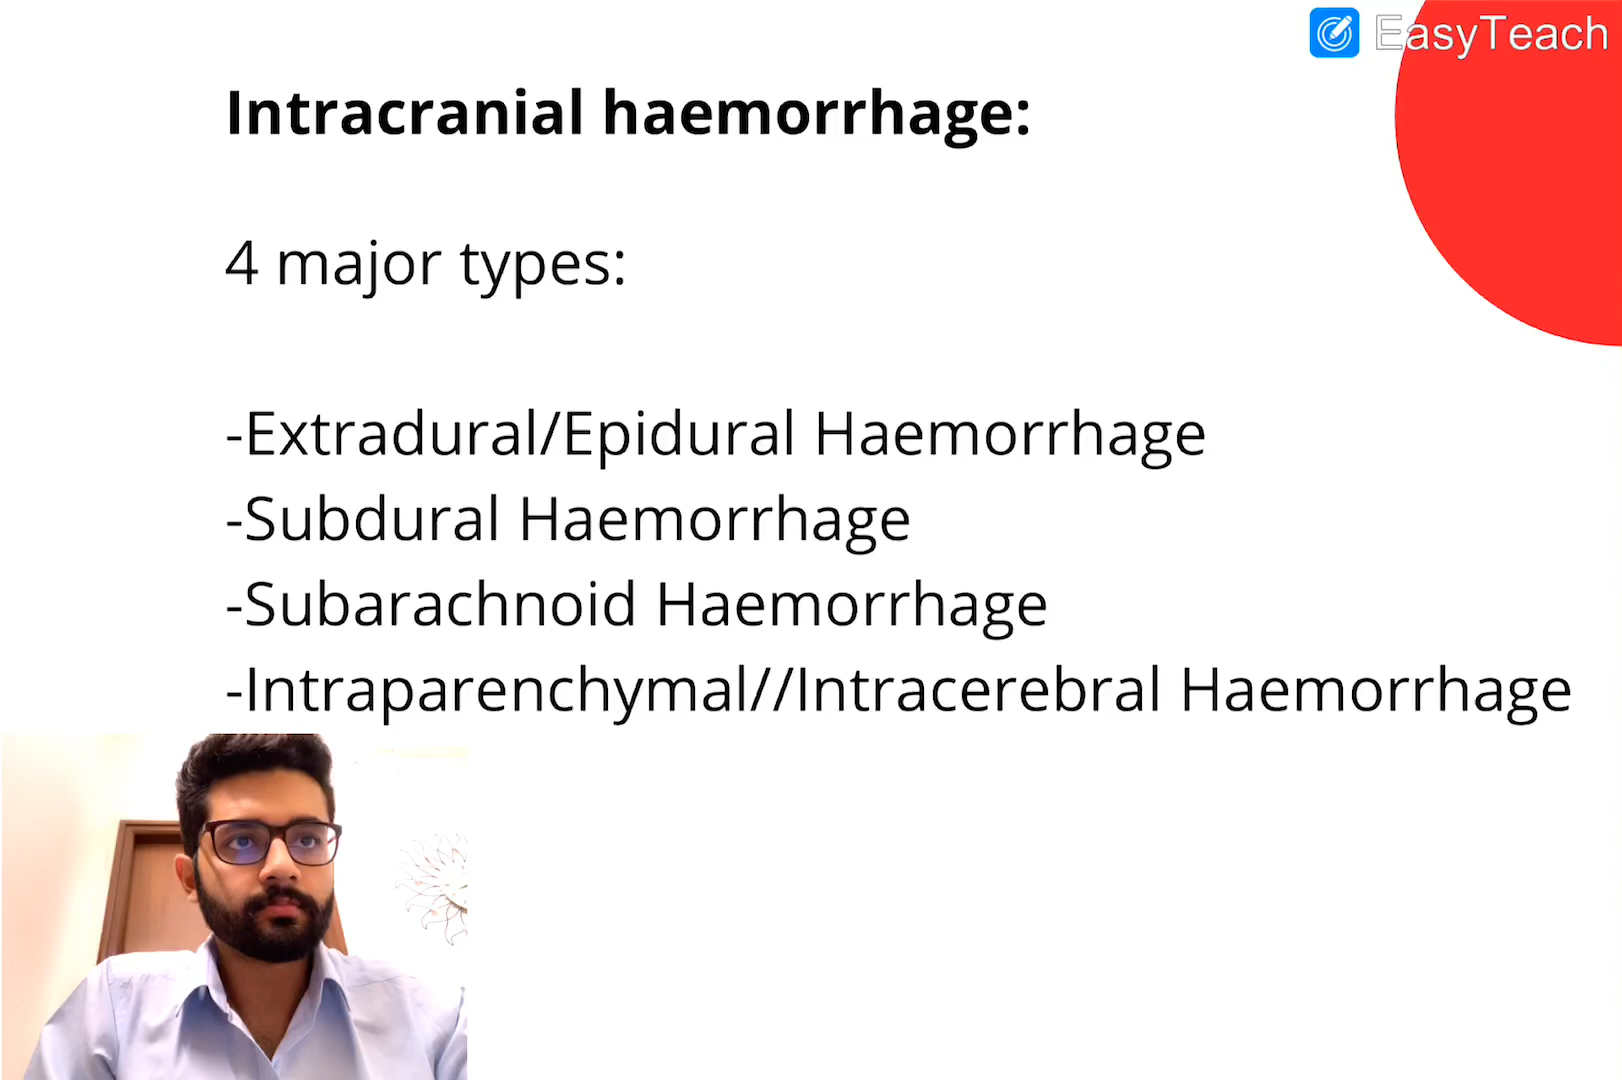 EasyTeach
Intracranial haemorrhage:
4 major types:
-Extradural/Epidural Haemorrhage
-Subdural Haemorrhage
-Subarachnoid Haemorrhage
-Intraparenchymal//Intracerebral Haemorrhage